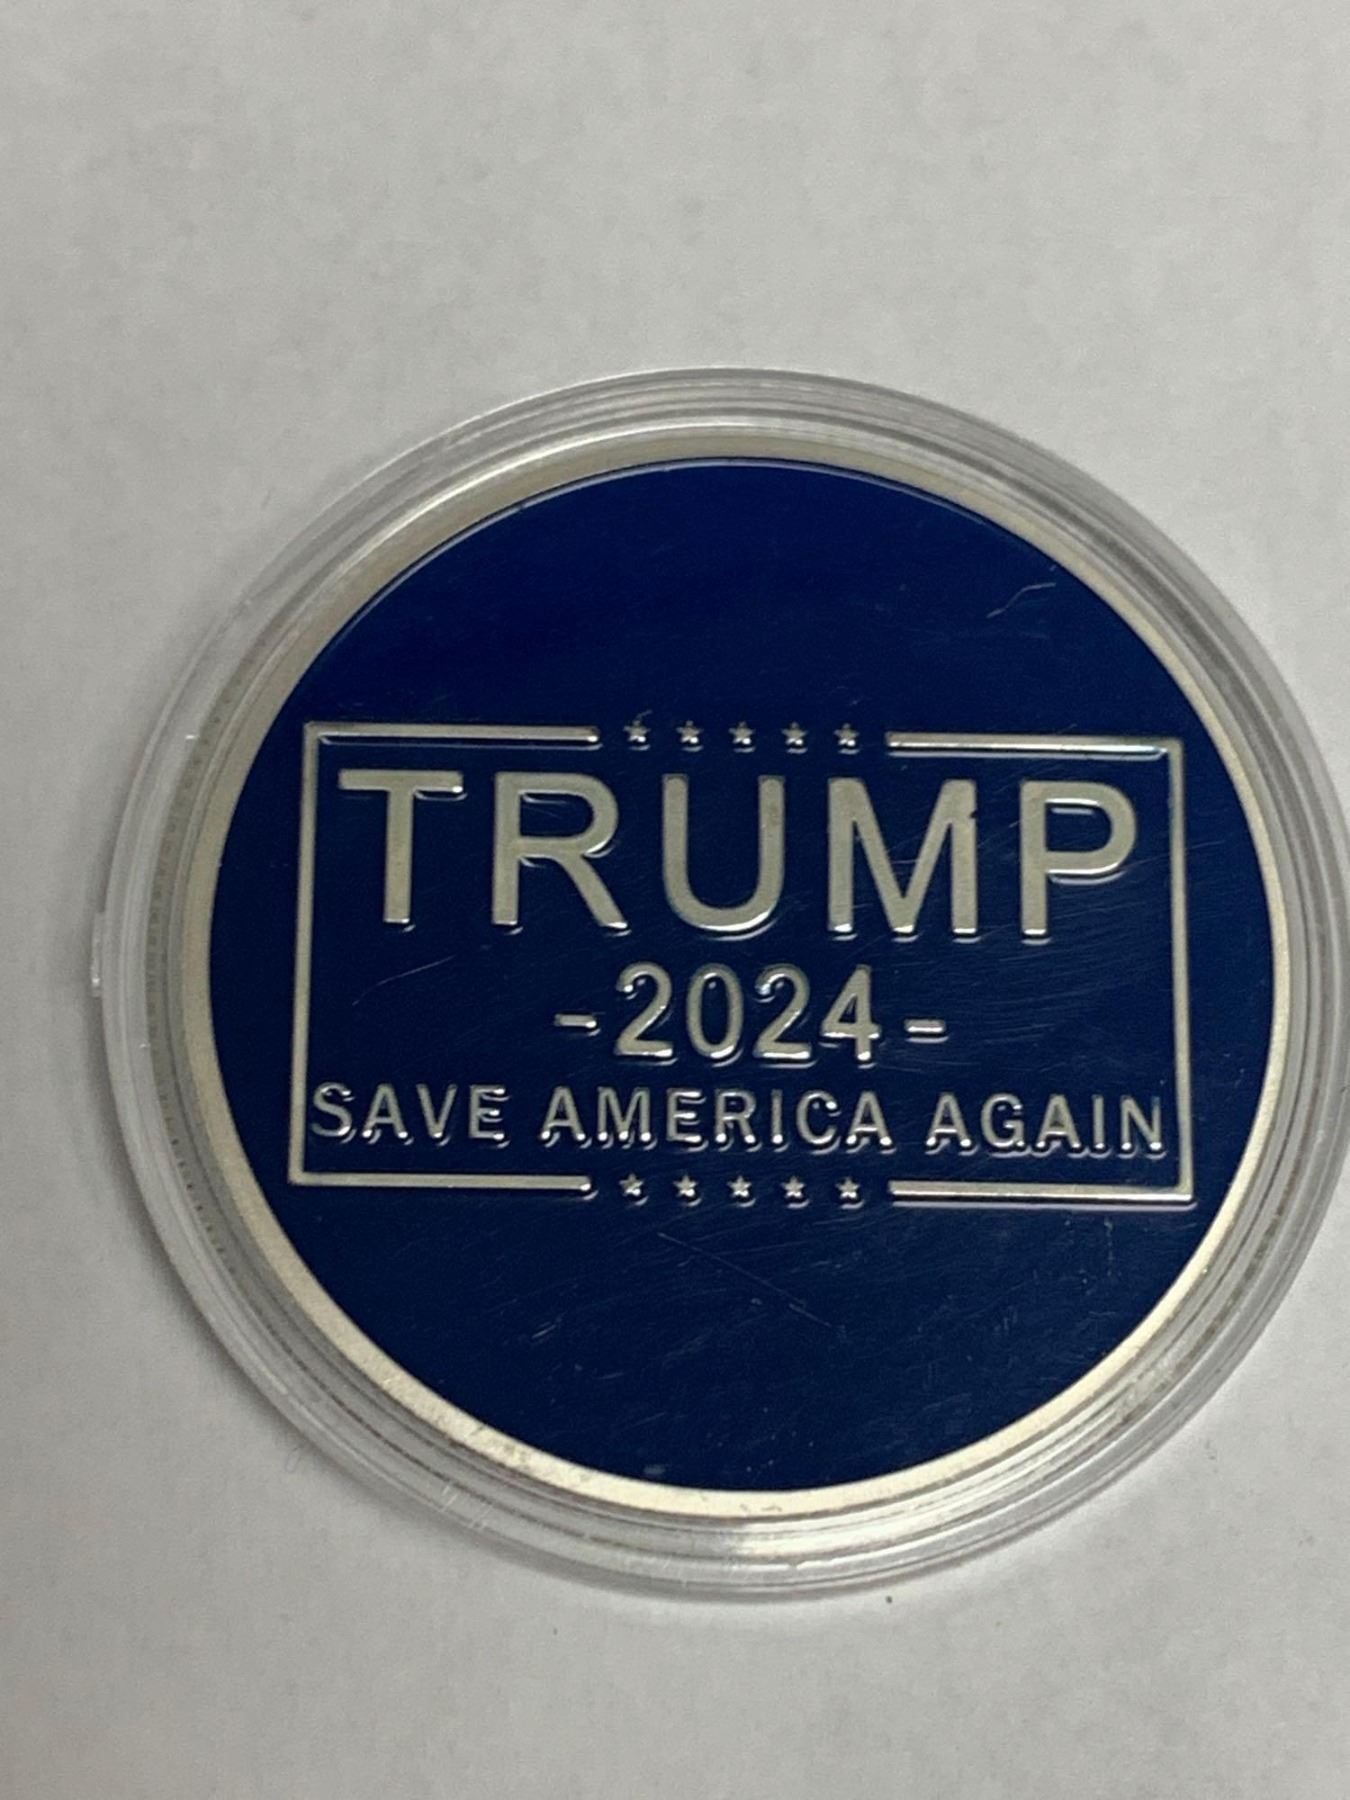 TRUMP
-2024-
SAVE AMERICA AGAIN